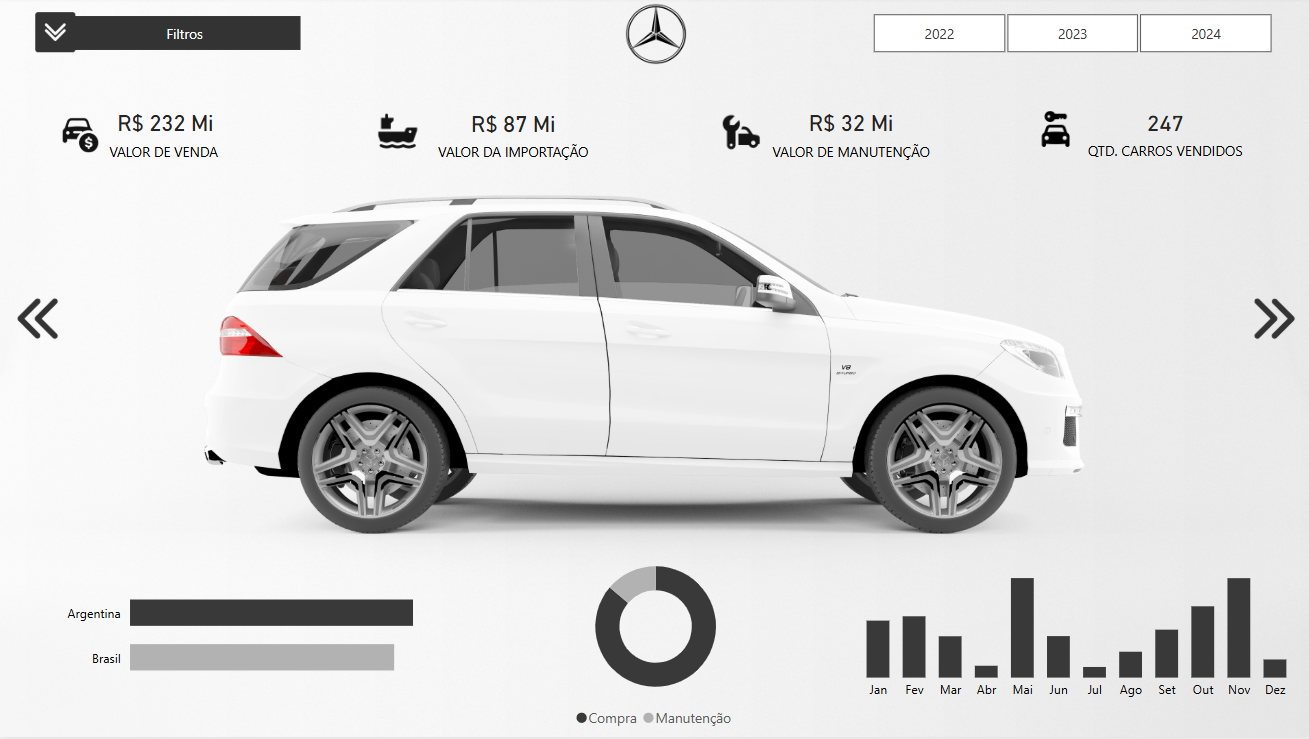 Filtros
2022
2023
2024
R$ 232 Mi
VALOR DE VENDA
R$ 87 Mi
VALOR DA IMPORTAÇÃO
R$ 32 Mi
VALOR DE MANUTENÇÃO
247
QTD. CARROS VENDIDOS
V8
BITURBO
Argentina
Brasil
Compra Manutenção
Jan Fev Mar Abr Mai Jun Jul Ago Set Out Nov Dez